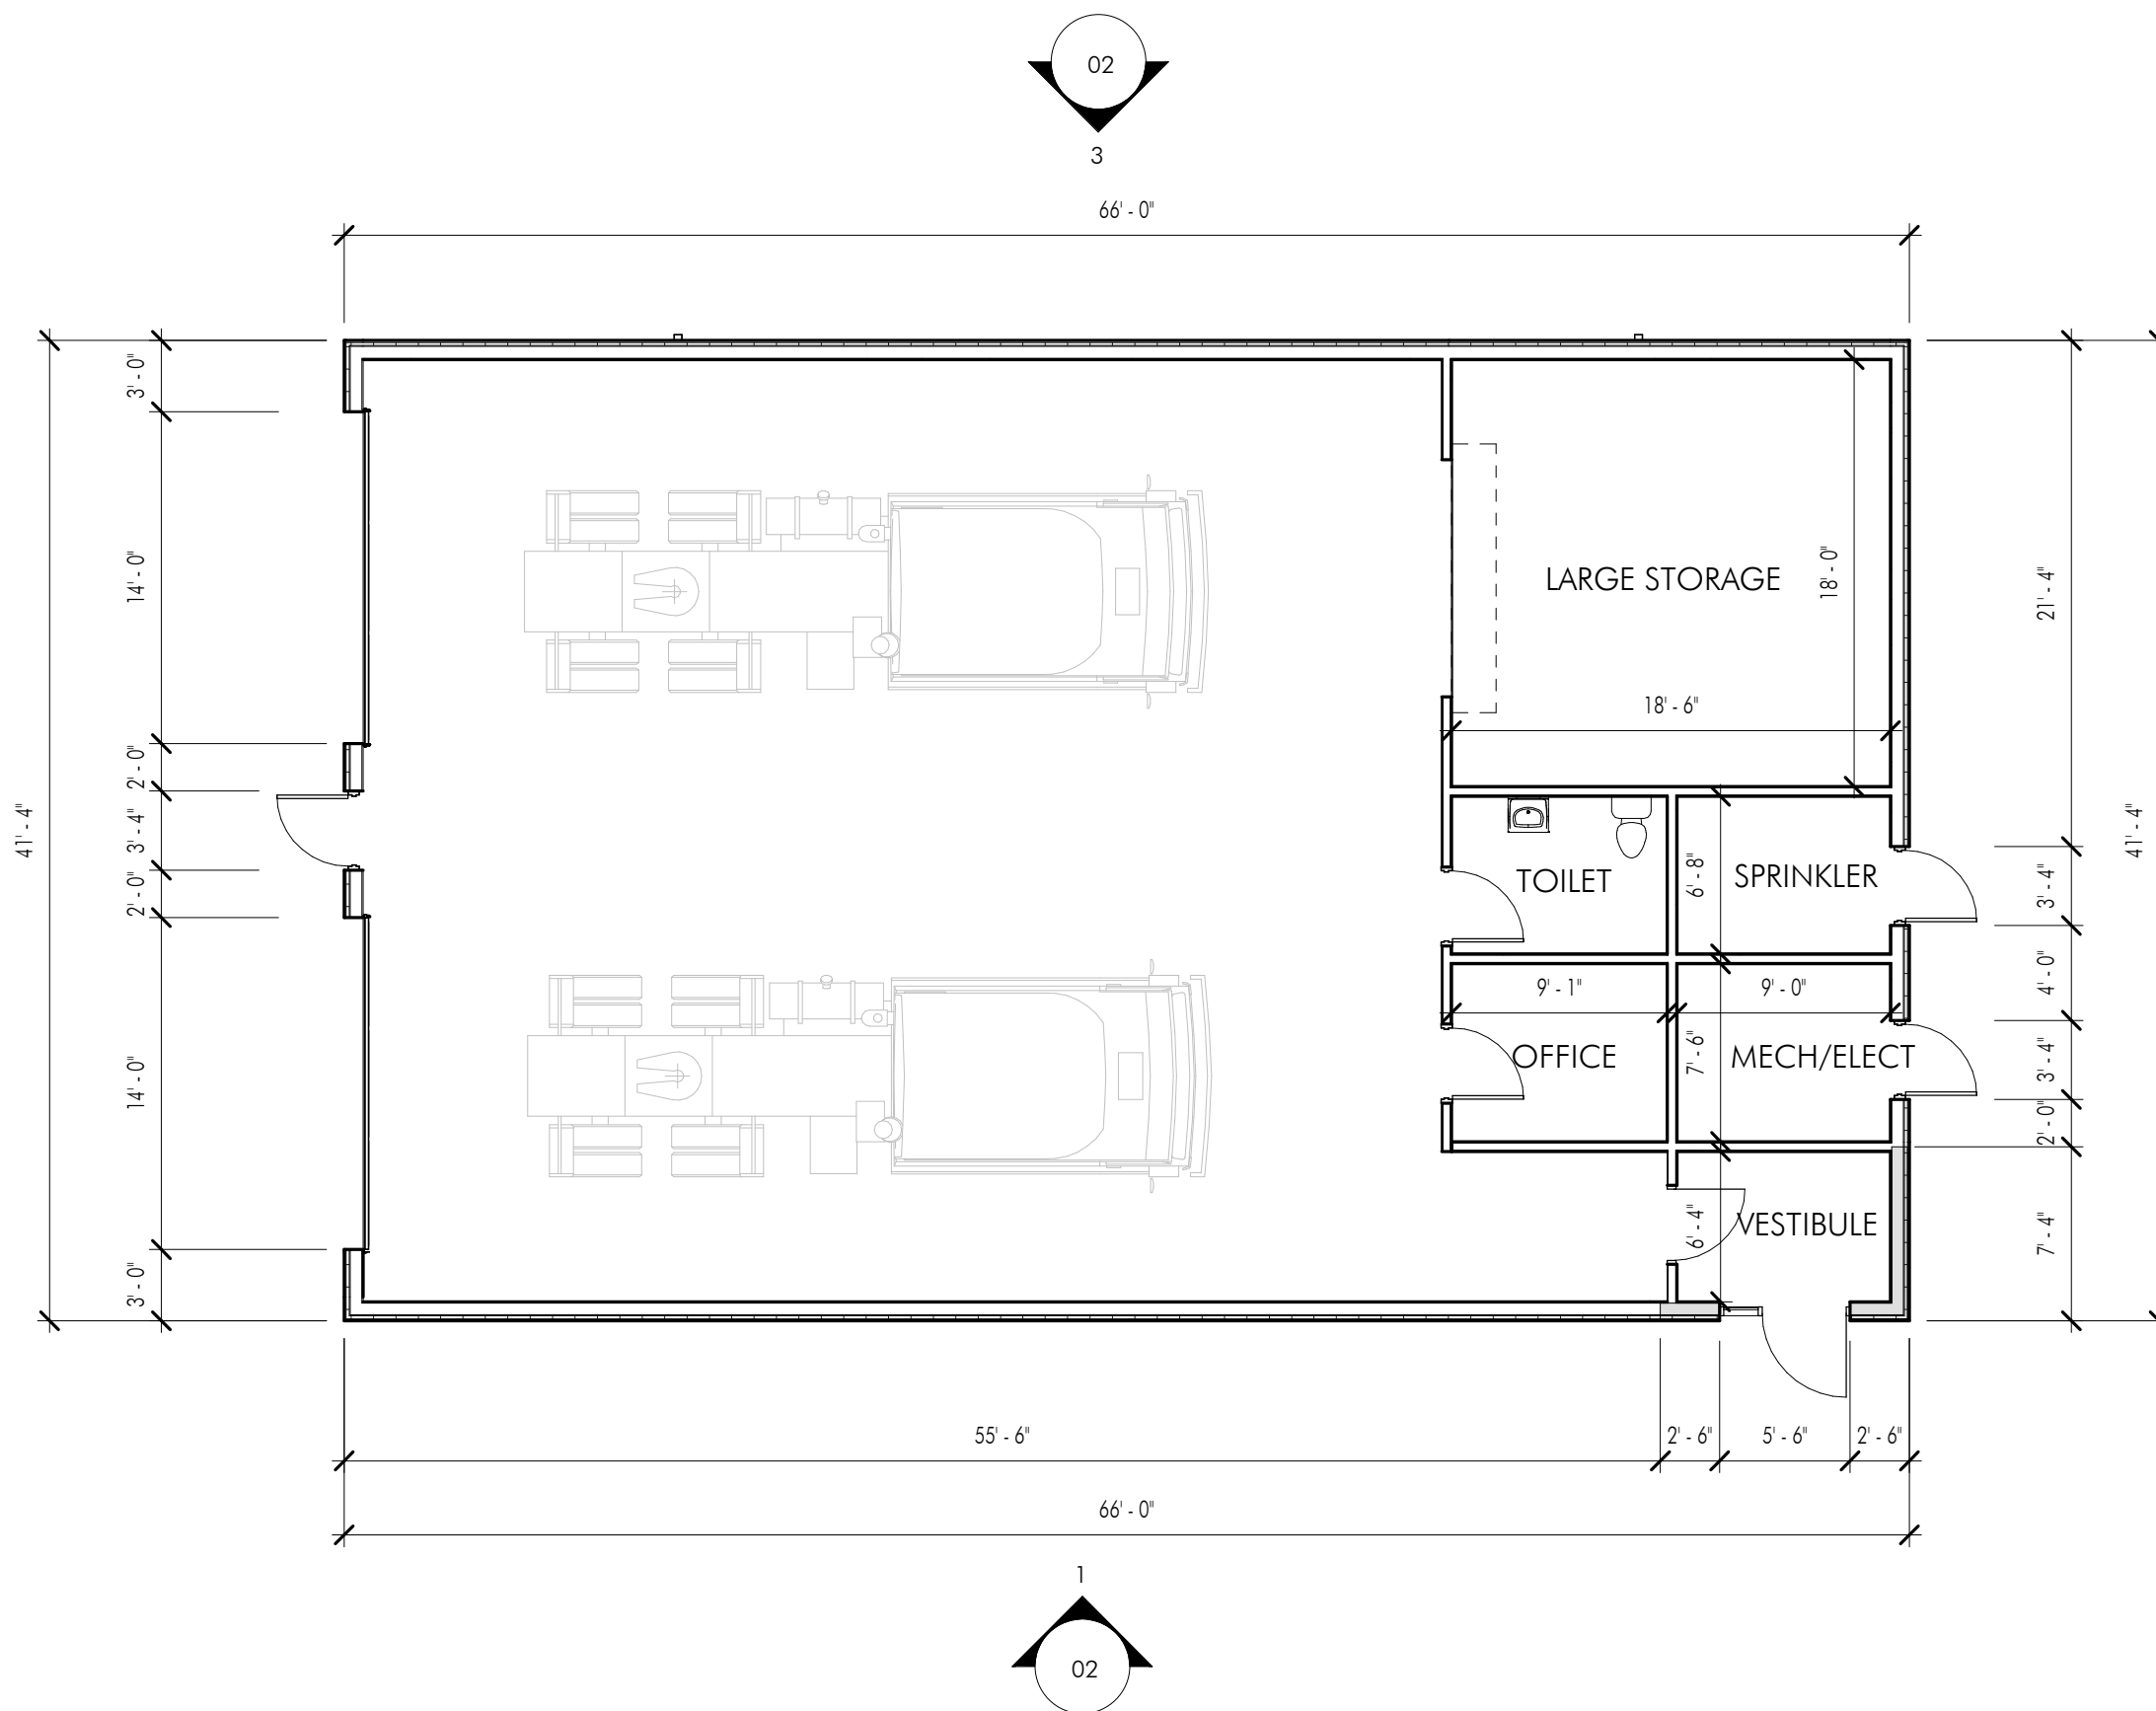 02
3
66' - 0"
3' - 0"
14' - 0"
2' - 0"
3' - 4"
2' - 0"
14' - 0"
3' - 0"
41' - 4"
LARGE STORAGE
18' - 0"
18' - 6"
21' - 4"
41' - 4"
TOILET
6' - 8"
SPRINKLER
3' - 4"
4' - 0"
9' - 1"
9' - 0"
OFFICE
7' - 6"
MECH/ELECT
3' - 4"
2' - 0"
6' - 4"
VESTIBULE
7' - 4"
55' - 6"
2' - 6"
5' - 6"
2' - 6"
66' - 0"
1
02